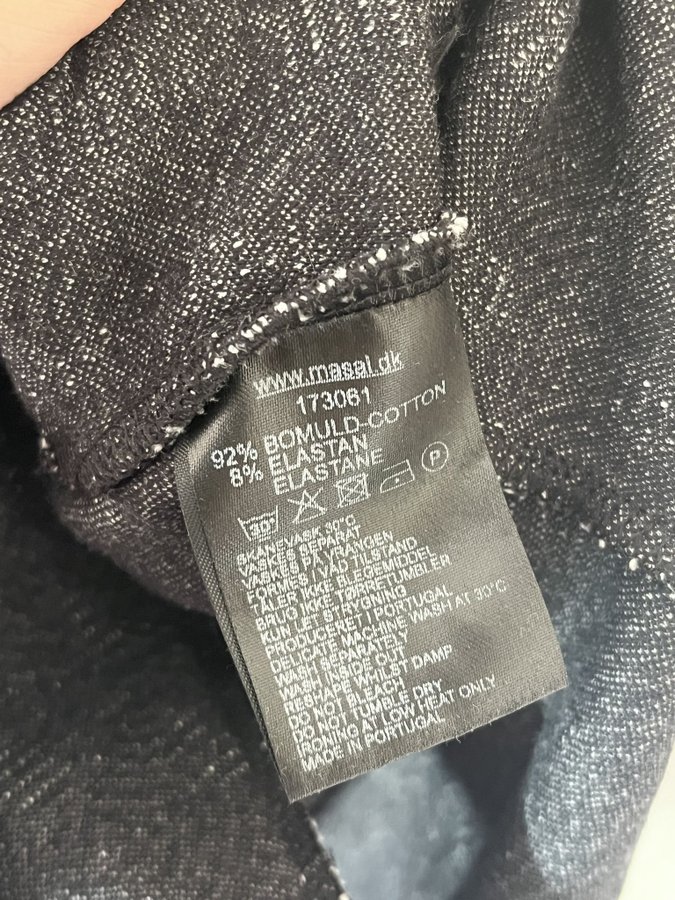 www.masai.dk
173061
92% BOMULD-COTTON
8% ELASTAN
ELASTANE
30° P
SKÅNEVASK 30°C
VASKES SEPARAT
VASKES PÅ VRANGEN
FORMES I VÅD TILSTAND
TÅLER IKKE BLEGEMIDDEL
BRUG IKKE TØRRETUMBLER
KUN LET STRYGNING
PRODUCERET I PORTUGAL
DELICATE MACHINE WASH AT 30°C
WASH SEPARATELY
WASH INSIDE OUT
RESHAPE WHILST DAMP
DO NOT BLEACH
DO NOT TUMBLE DRY
IRONING AT LOW HEAT ONLY
MADE IN PORTUGAL